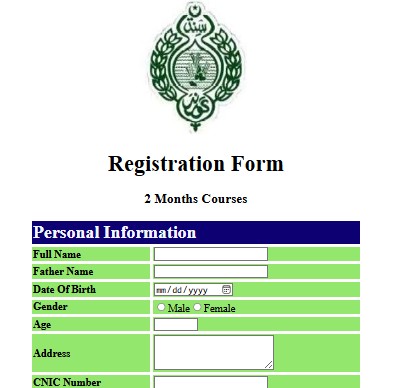 Registration Form
2 Months Courses
Personal Information
Full Name
Father Name
Date Of Birth mm/dd/yyyy
Gender Male Female
Age
Address
CNIC Number